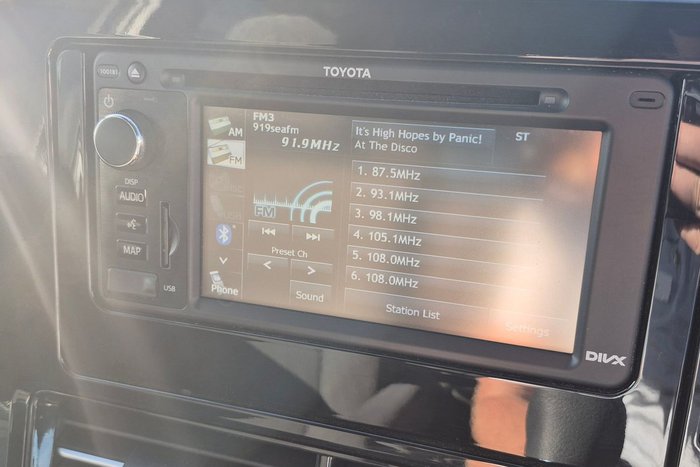 100181
TOYOTA
DISP
AUDIO
MAP
USB
AM
FM
Phone
FM3
919seafm
91.9MHz
FM
Preset Ch
<
>
Sound
It's High Hopes by Panic!
At The Disco
ST
1. 87.5MHz
2. 93.1MHz
3. 98.1MHz
4. 105.1MHz
5. 108.0MHz
6. 108.0MHz
Station List
Settings
DIVX